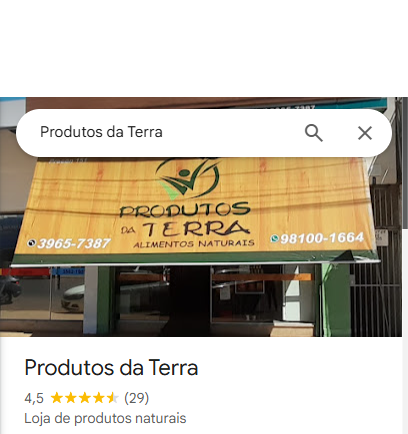 Produtos da Terra
PRODUTOS
DA TERRA
ALIMENTOS NATURAIS
3965-7387
98100-1664
Produtos da Terra
4,5 (29)
Loja de produtos naturais